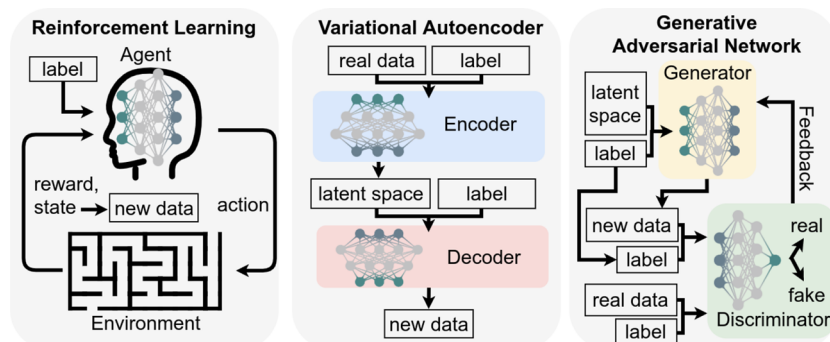 Reinforcement Learning
Agent
label
reward,
state
new data
action
Environment
Variational Autoencoder
real data
label
Encoder
latent space
label
Decoder
new data
Generative
Adversarial Network
Generator
latent
space
label
Feedback
new data
label
real
fake
real data
label
Discriminator